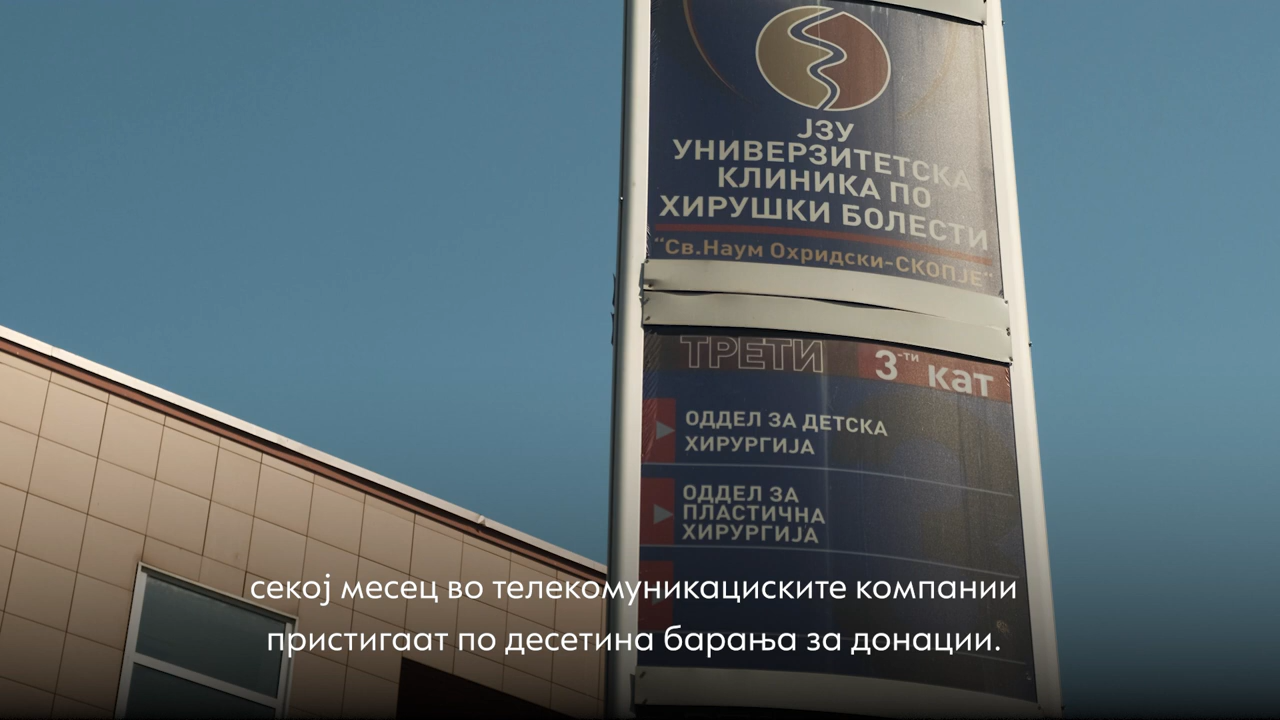 ЈЗУ
УНИВЕРЗИТЕТСКА
КЛИНИКА ПО
ХИРУШКИ БОЛЕСТИ
“Св.Наум Охридски-СКОПЈЕ“
ТРЕТИ 3-ти кат
ОДДЕЛ ЗА ДЕТСКА
ХИРУРГИЈА
ОДДЕЛ ЗА
ПЛАСТИЧНА
ХИРУРГИЈА
секој месец во телекомуникациските компании
пристигаат по десетина барања за донации.